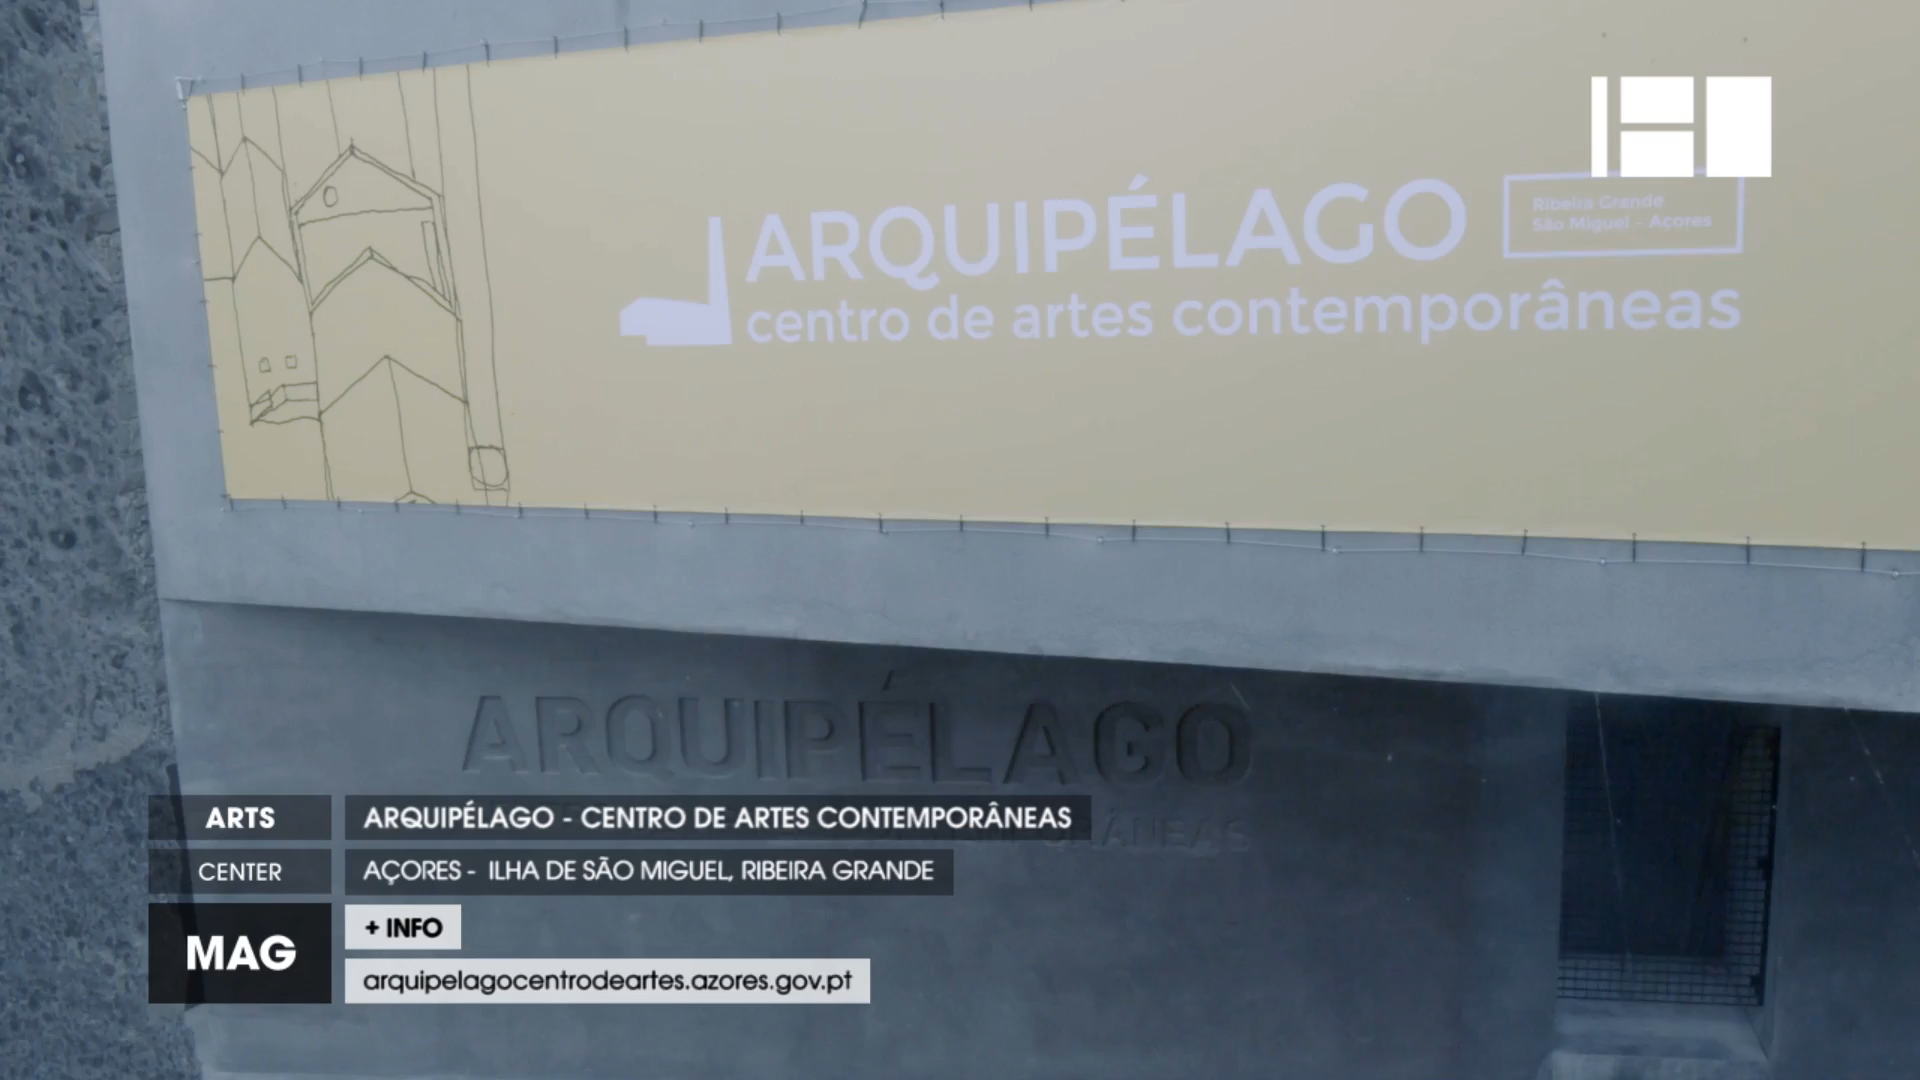 ARQUIPÉLAGO
Ribeira Grande
São Miguel - Açores
centro de artes contemporâneas
ARQUIPÉLAGO
ARTS
ARQUIPÉLAGO - CENTRO DE ARTES CONTEMPORÂNEAS
CENTER
AÇORES - ILHA DE SÃO MIGUEL, RIBEIRA GRANDE
MAG
+ INFO
arquipelagocentrodeartes.azores.gov.pt